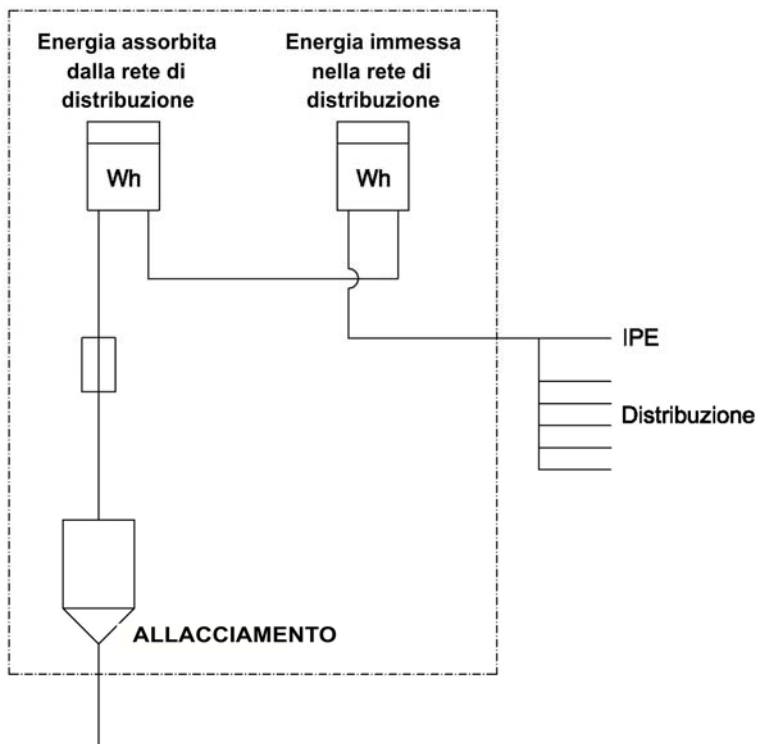 Energia assorbita
dalla rete di
distribuzione
Energia immessa
nella rete di
distribuzione
Wh
Wh
IPE
Distribuzione
ALLACCIAMENTO